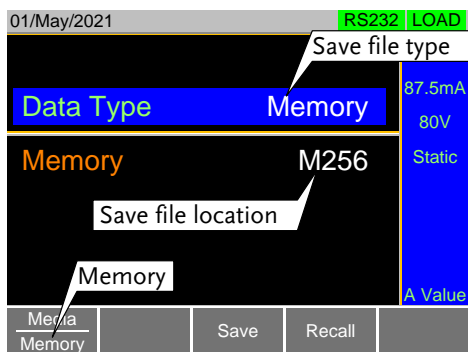 01/May/2021 RS232 LOAD
Save file type
87.5mA
Data Type Memory
80V
Memory M256
Static
Save file location
Memory
A Value
Media
Save Recall
Memory